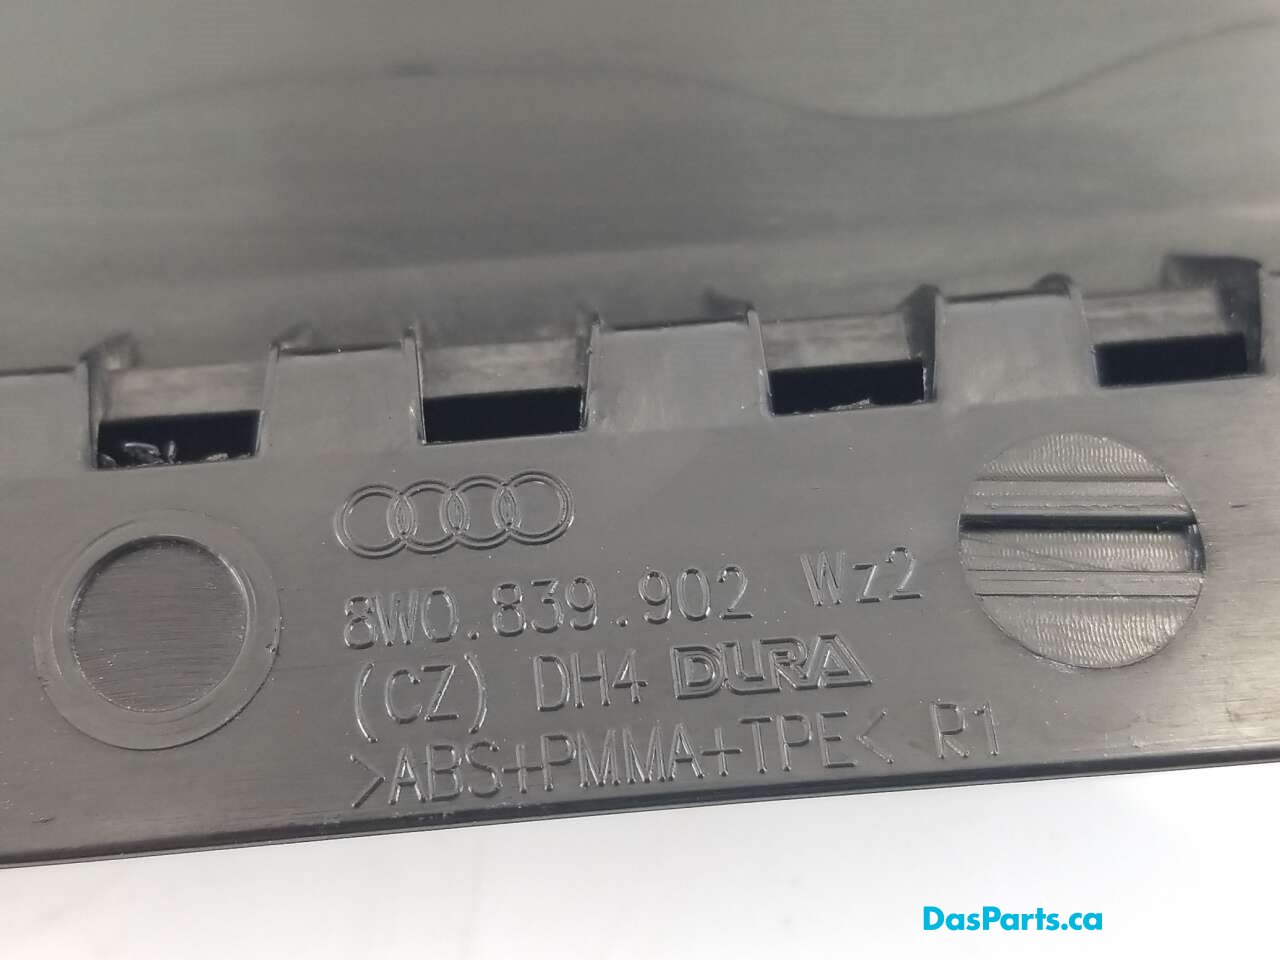 8W0.839.902 Wz2
(CZ) DH4 DURA
>ABS+PMMA+TPE< R1
DasParts.ca